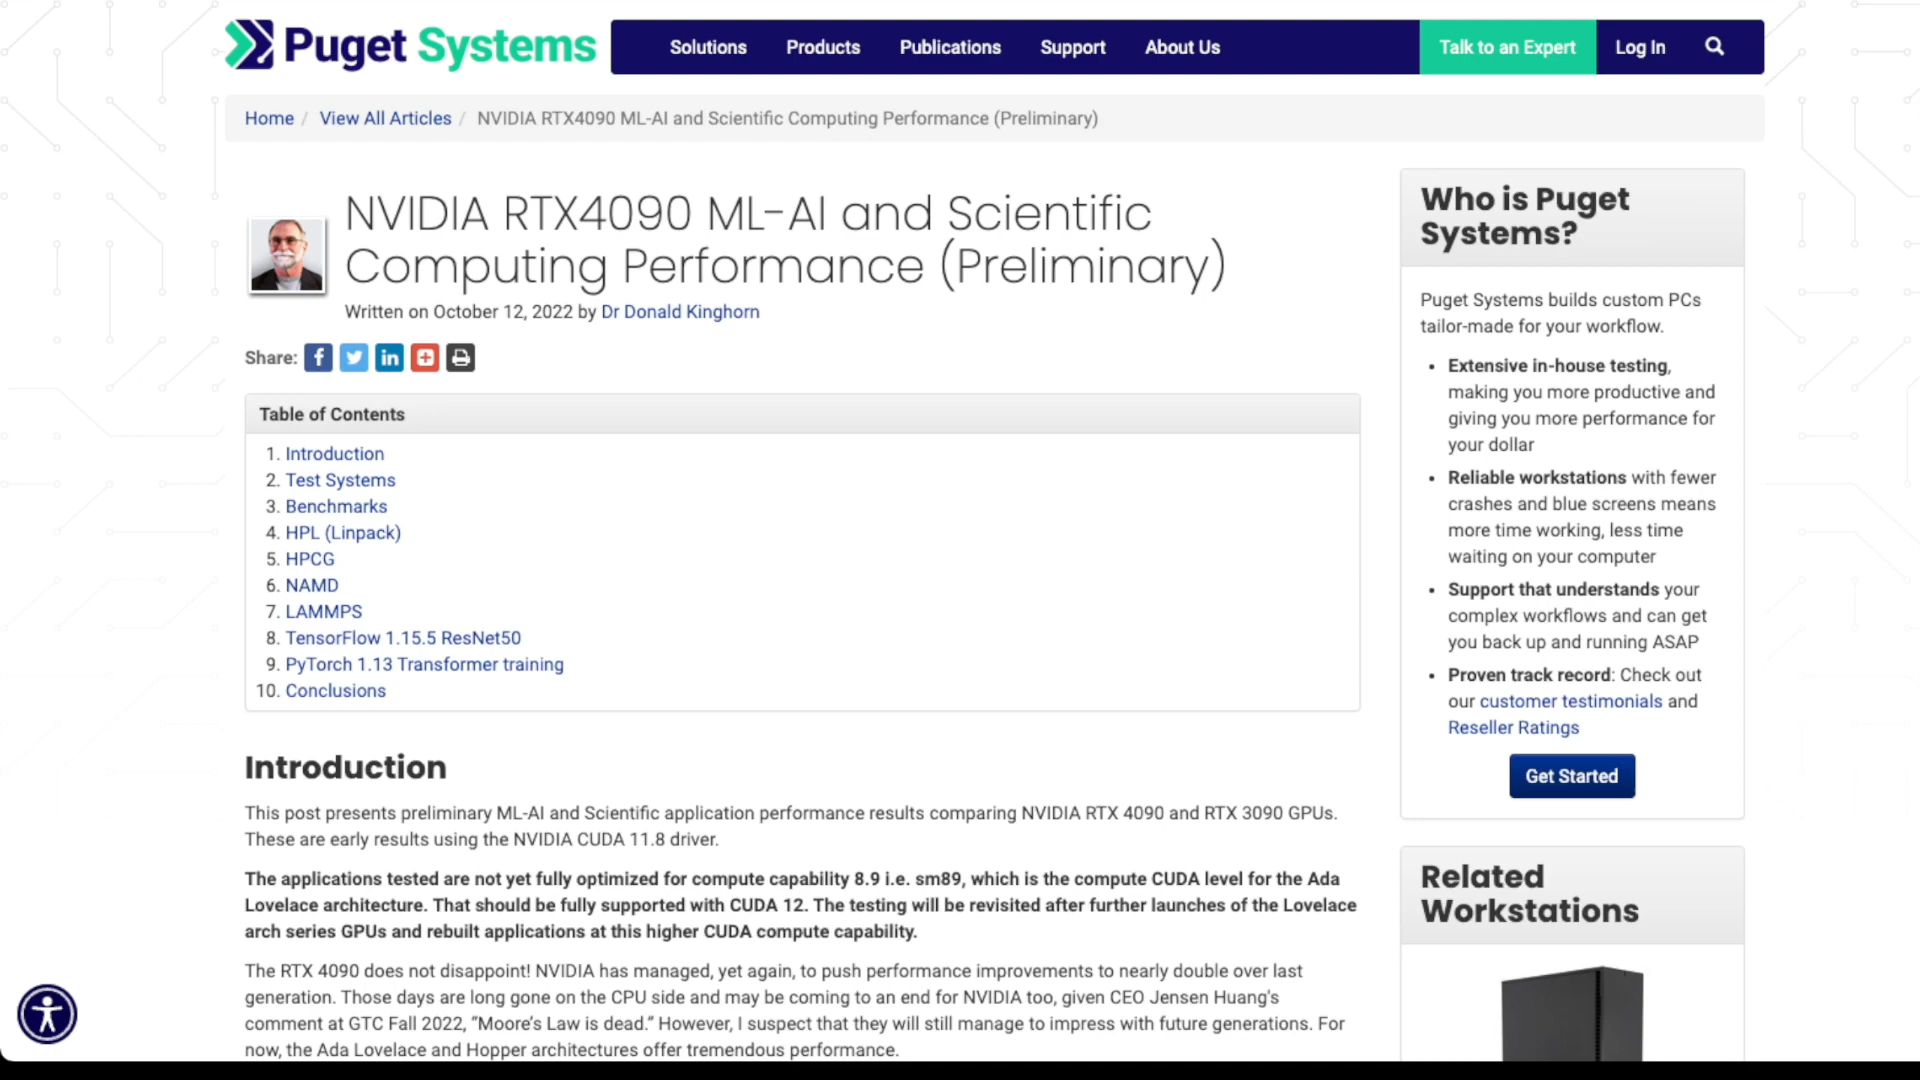 Puget Systems
Solutions Products Publications Support About Us Talk to an Expert Log In
Home / View All Articles / NVIDIA RTX4090 ML-AI and Scientific Computing Performance (Preliminary)
NVIDIA RTX4090 ML-AI and Scientific
Computing Performance (Preliminary)
Written on October 12, 2022 by Dr Donald Kinghorn
Share:
Table of Contents
1. Introduction
2. Test Systems
3. Benchmarks
4. HPL (Linpack)
5. HPCG
6. NAMD
7. LAMMPS
8. TensorFlow 1.15.5 ResNet50
9. PyTorch 1.13 Transformer training
10. Conclusions
Introduction
This post presents preliminary ML-AI and Scientific application performance results comparing NVIDIA RTX 4090 and RTX 3090 GPUs.
These are early results using the NVIDIA CUDA 11.8 driver.
The applications tested are not yet fully optimized for compute capability 8.9 i.e. sm89, which is the compute CUDA level for the Ada
Lovelace architecture. That should be fully supported with CUDA 12. The testing will be revisited after further launches of the Lovelace
arch series GPUs and rebuilt applications at this higher CUDA compute capability.
The RTX 4090 does not disappoint! NVIDIA has managed, yet again, to push performance improvements to nearly double over last
generation. Those days are long gone on the CPU side and may be coming to an end for NVIDIA too, given CEO Jensen Huang's
comment at GTC Fall 2022, "Moore's Law is dead." However, I suspect that they will still manage to impress with future generations. For
now, the Ada Lovelace and Hopper architectures offer tremendous performance.
Who is Puget
Systems?
Puget Systems builds custom PCs
tailor-made for your workflow.
• Extensive in-house testing,
making you more productive and
giving you more performance for
your dollar
• Reliable workstations with fewer
crashes and blue screens means
more time working, less time
waiting on your computer
• Support that understands your
complex workflows and can get
you back up and running ASAP
• Proven track record: Check out
our customer testimonials and
Reseller Ratings
Get Started
Related
Workstations